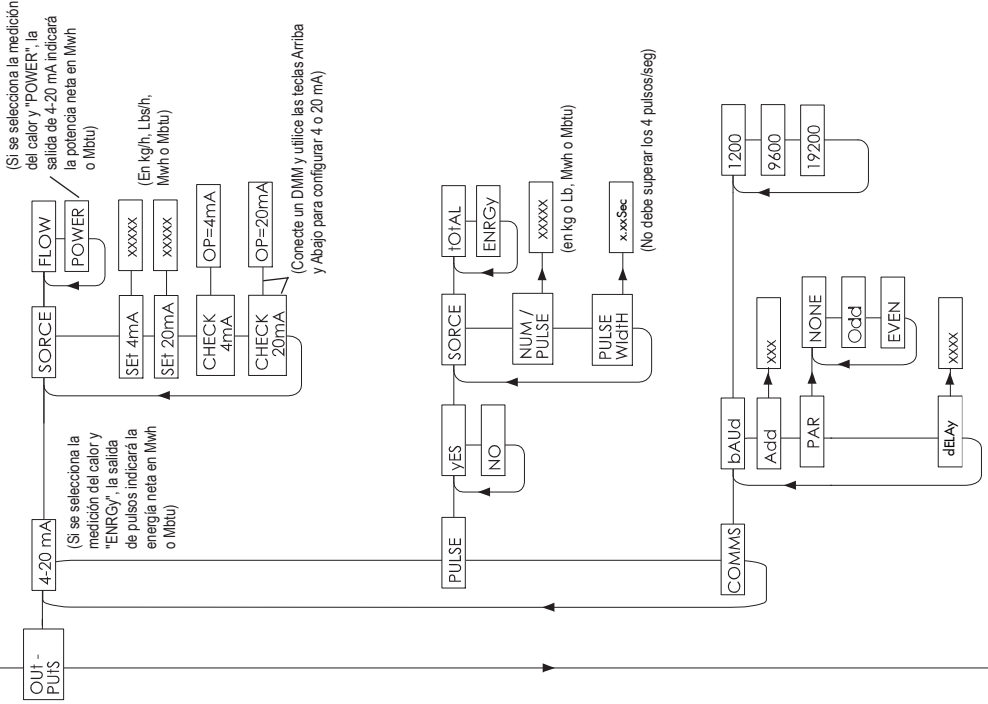 OUt -
PUtS
4-20 mA
(Si se selecciona la
medición del calor y
"ENRGy", la salida
de pulsos indicará la
energía neta en Mwh
o Mbtu)
SORCE
FLOW
POWER
(Si se selecciona la medición
del calor y "POWER", la
salida de 4-20 mA indicará
la potencia neta en Mwh
o Mbtu)
SEt 4mA
xxxxx
SEt 20mA
xxxxx
(En kg/h, Lbs/h,
Mwh o Mbtu)
CHECK
4mA
OP=4mA
CHECK
20mA
OP=20mA
(Conecte un DMM y utilice las teclas Arriba
y Abajo para configurar 4 o 20 mA)
PULSE
yES
NO
SORCE
tOtAL
ENRGy
NUM /
PULSE
xxxxx
(en kg o Lb, Mwh o Mbtu)
PULSE
WIdtH
x.xxSec
(No debe superar los 4 pulsos/seg)
COMMS
bAUd
1200
9600
19200
Add
xxx
PAR
NONE
Odd
EVEN
dELAy
xxxx